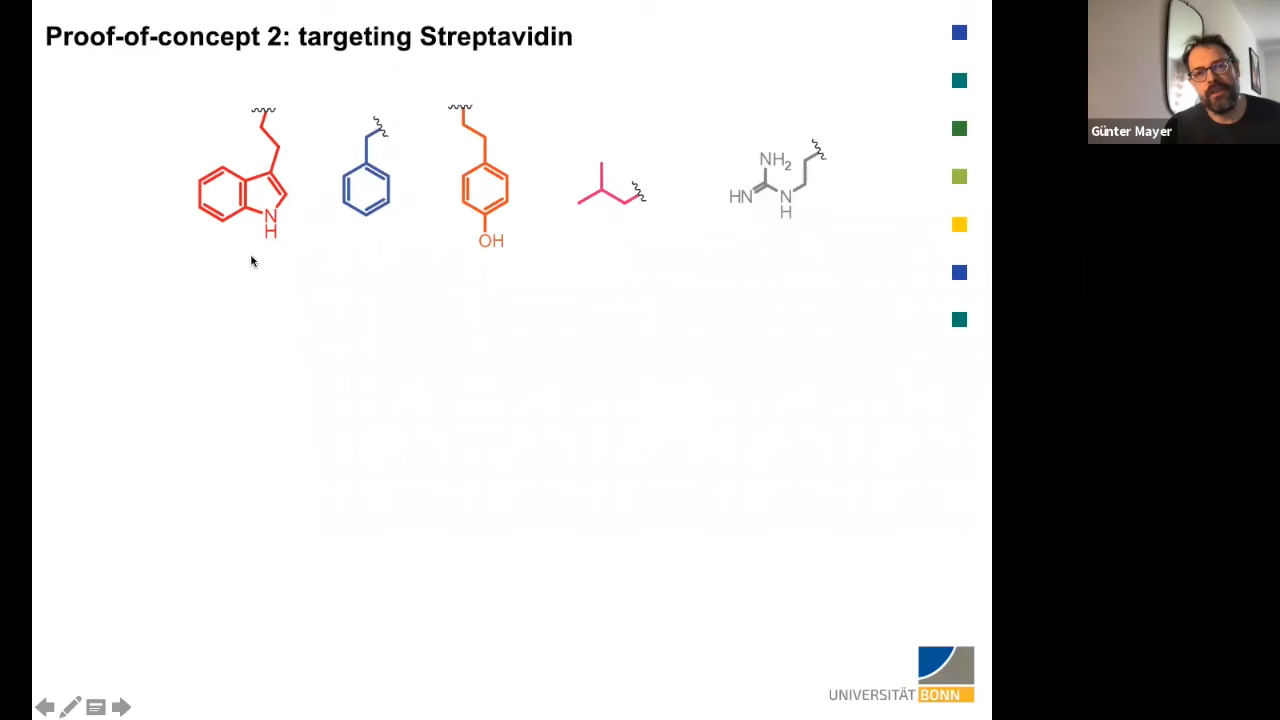 Proof-of-concept 2: targeting Streptavidin
Günter Mayer
N
H
OH
NH2
HN
N
H
UNIVERSITÄT BONN